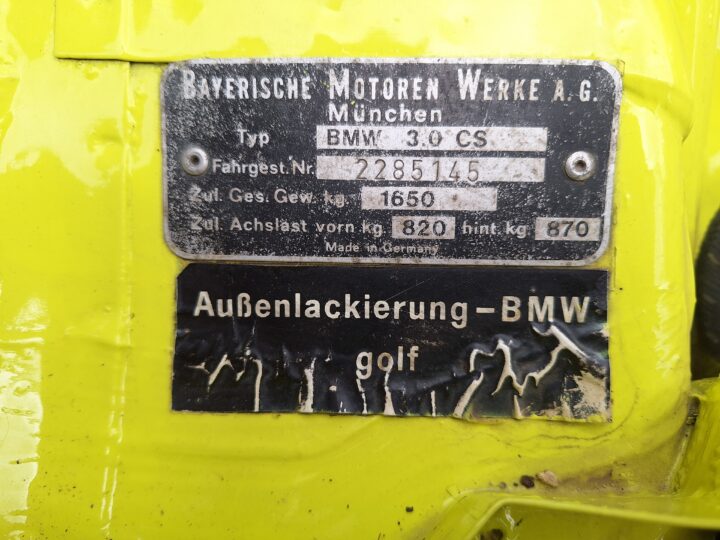 BAYERISCHE MOTOREN WERKE A.G.
München
Typ BMW 3.0 CS
Fahrgest. Nr. 2285145
Zul. Ges. Gew. kg. 1650
Zul. Achslast vorn kg. 820 hint. kg. 870
Made in Germany
Außenlackierung-BMW
golf